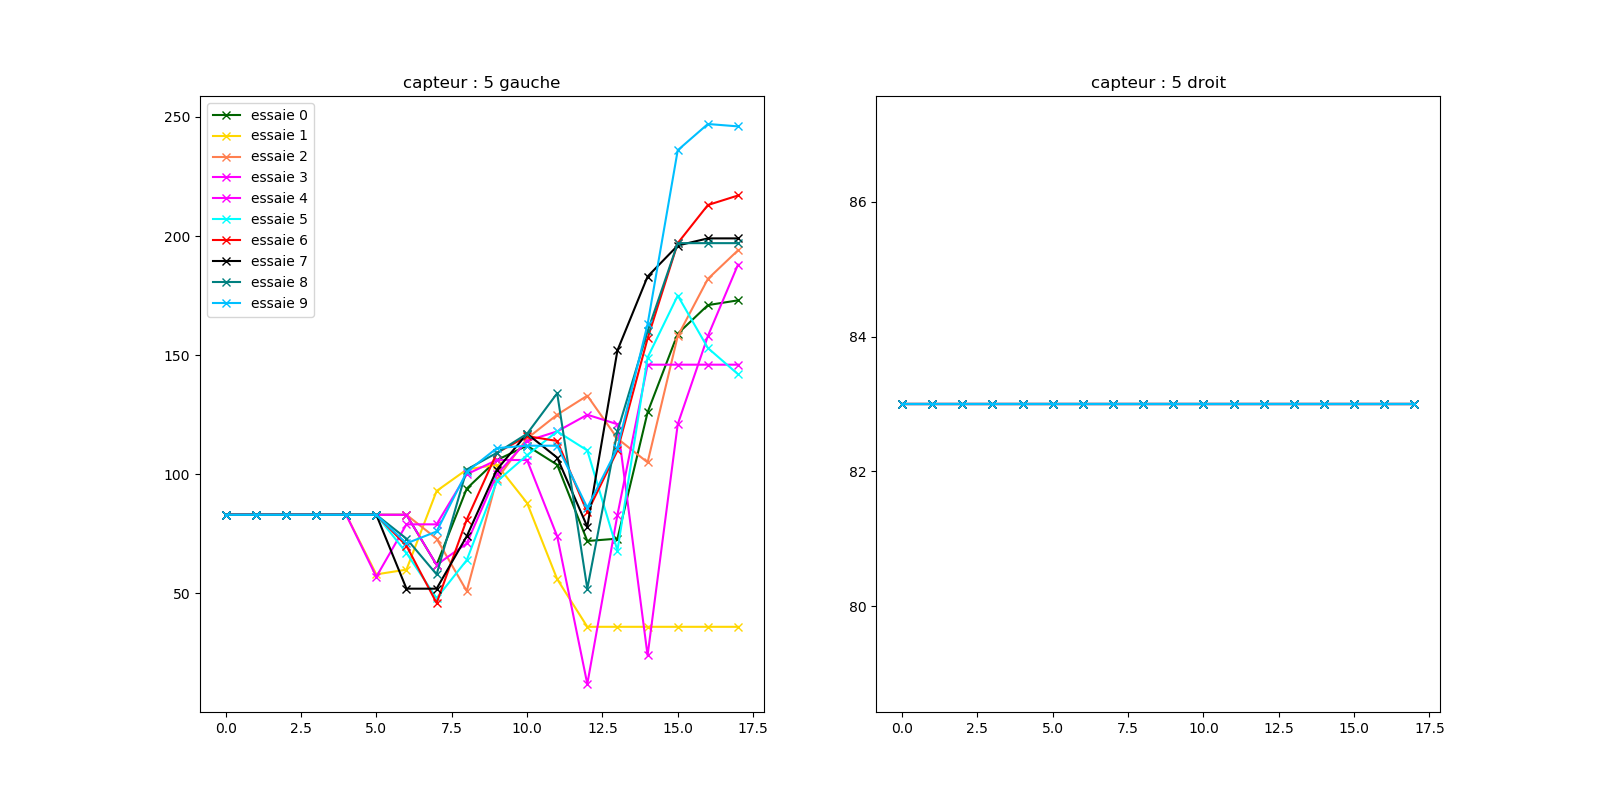 capteur : 5 gauche
250
200
150
100
50
essaie 0
essaie 1
essaie 2
essaie 3
essaie 4
essaie 5
essaie 6
essaie 7
essaie 8
essaie 9
0.0 2.5 5.0 7.5 10.0 12.5 15.0 17.5
capteur : 5 droit
86
84
82
80
0.0 2.5 5.0 7.5 10.0 12.5 15.0 17.5